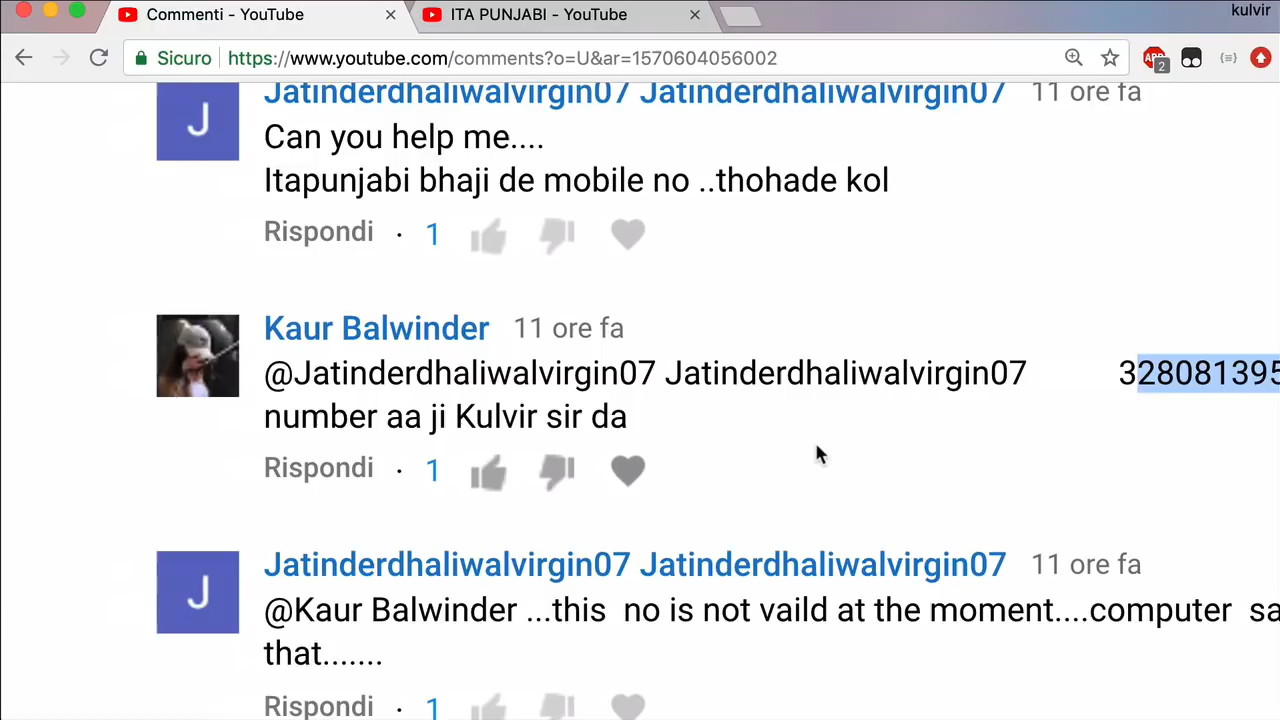 Commenti - YouTube
ITA PUNJABI - YouTube
kulvir
Sicuro
https://www.youtube.com/comments?o=U&ar=1570604056002
2
Jatinderdhaliwalvirgin07 Jatinderdhaliwalvirgin07 11 ore fa
J
Can you help me....
Itapunjabi bhaji de mobile no ..thohade kol
Rispondi · 1
Kaur Balwinder 11 ore fa
@Jatinderdhaliwalvirgin07 Jatinderdhaliwalvirgin07 328081395
number aa ji Kulvir sir da
Rispondi · 1
Jatinderdhaliwalvirgin07 Jatinderdhaliwalvirgin07 11 ore fa
J
@Kaur Balwinder ...this no is not vaild at the moment....computer sa
that.......
Rispondi · 1